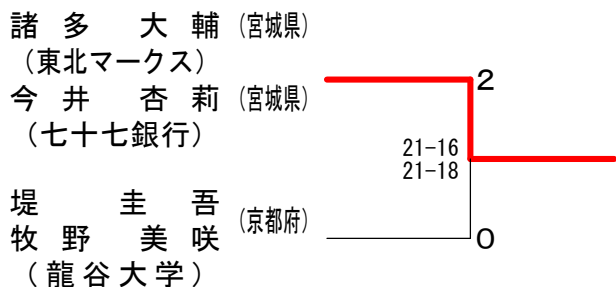 諸多 大輔 (宮城県)
(東北マークス)
今井 杏莉 (宮城県)
(七十七銀行)
2
21-16
21-18
堤 圭吾
牧野 美咲 (京都府)
(龍谷大学)
0